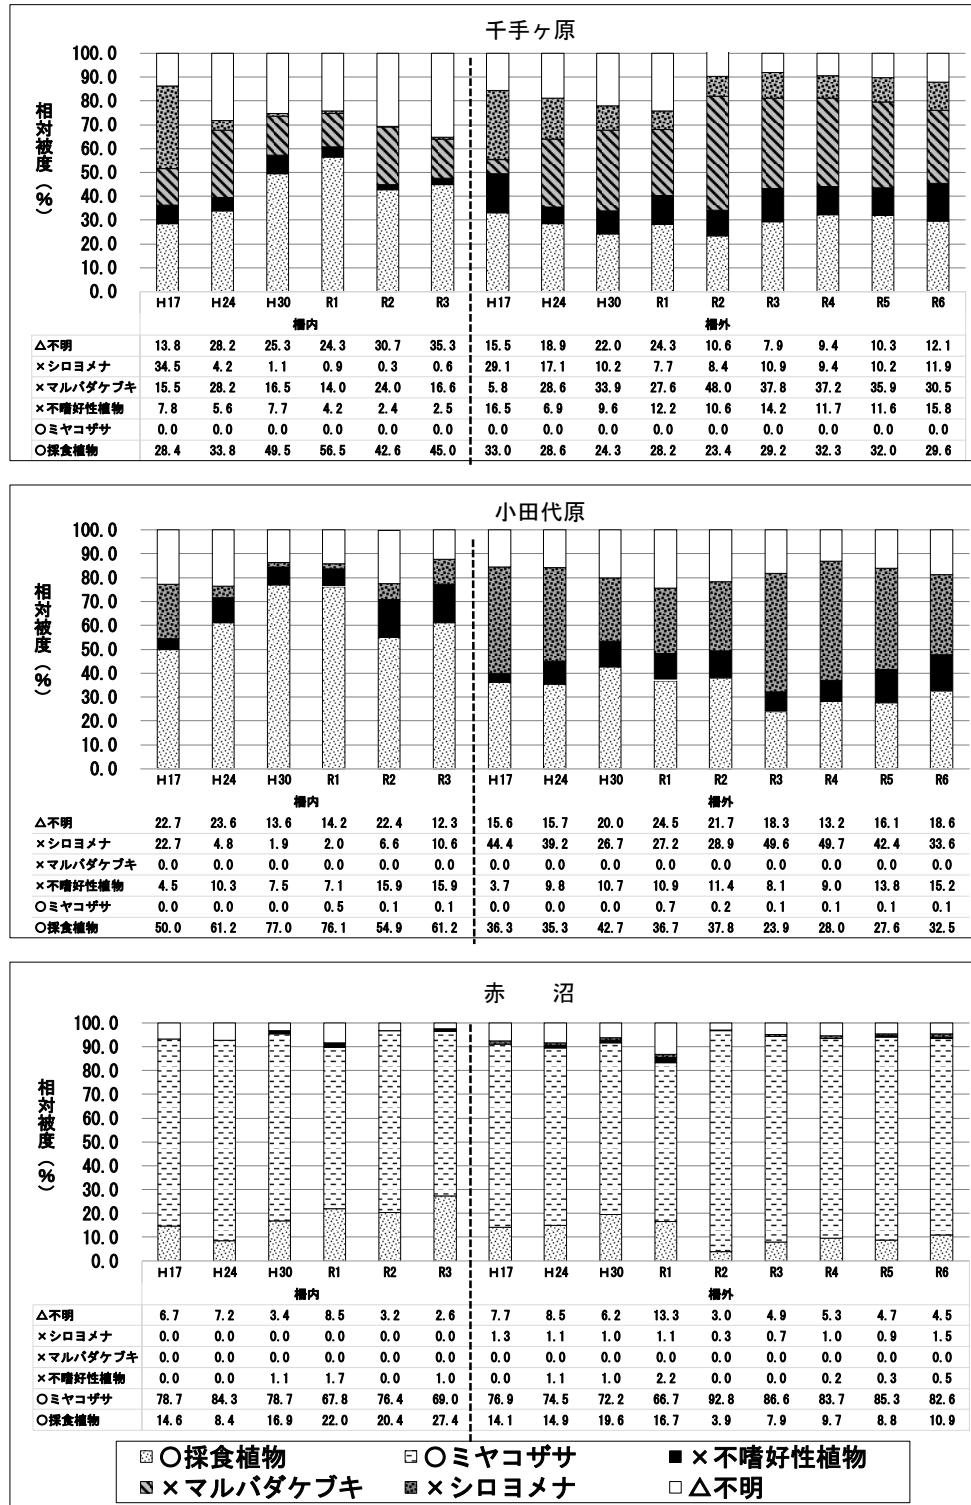 千手ヶ原
相対被度（%）
100.0
90.0
80.0
70.0
60.0
50.0
40.0
30.0
20.0
10.0
0.0
H17 H24 H30 R1 R2 R3 H17 H24 H30 R1 R2 R3 R4 R5 R6
柵内 柵外
△不明 13.8 28.2 25.3 24.3 30.7 35.3 15.5 18.9 22.0 24.3 10.6 7.9 9.4 10.3 12.1
×シロヨメナ 34.5 4.2 1.1 0.9 0.3 0.6 29.1 17.1 10.2 7.7 8.4 10.9 9.4 10.2 11.9
×マルバダケブキ 15.5 28.2 16.5 14.0 24.0 16.6 5.8 28.6 33.9 27.6 48.0 37.8 37.2 35.9 30.5
×不嗜好性植物 7.8 5.6 7.7 4.2 2.4 2.5 16.5 6.9 9.6 12.2 10.6 14.2 11.7 11.6 15.8
○ミヤコザサ 0.0 0.0 0.0 0.0 0.0 0.0 0.0 0.0 0.0 0.0 0.0 0.0 0.0 0.0 0.0
○採食植物 28.4 33.8 49.5 56.5 42.6 45.0 33.0 28.6 24.3 28.2 23.4 29.2 32.3 32.0 29.6
小田代原
相対被度（%）
100.0
90.0
80.0
70.0
60.0
50.0
40.0
30.0
20.0
10.0
0.0
H17 H24 H30 R1 R2 R3 H17 H24 H30 R1 R2 R3 R4 R5 R6
柵内 柵外
△不明 22.7 23.6 13.6 14.2 22.4 12.3 15.6 15.7 20.0 24.5 21.7 18.3 13.2 16.1 18.6
×シロヨメナ 22.7 4.8 1.9 2.0 6.6 10.6 44.4 39.2 26.7 27.2 28.9 49.6 49.7 42.4 33.6
×マルバダケブキ 0.0 0.0 0.0 0.0 0.0 0.0 0.0 0.0 0.0 0.0 0.0 0.0 0.0 0.0 0.0
×不嗜好性植物 4.5 10.3 7.5 7.1 15.9 15.9 3.7 9.8 10.7 10.9 11.4 8.1 9.0 13.8 15.2
○ミヤコザサ 0.0 0.0 0.0 0.5 0.1 0.1 0.0 0.0 0.0 0.7 0.2 0.1 0.1 0.1 0.1
○採食植物 50.0 61.2 77.0 76.1 54.9 61.2 36.3 35.3 42.7 36.7 37.8 23.9 28.0 27.6 32.5
赤　沼
相対被度（%）
100.0
90.0
80.0
70.0
60.0
50.0
40.0
30.0
20.0
10.0
0.0
H17 H24 H30 R1 R2 R3 H17 H24 H30 R1 R2 R3 R4 R5 R6
柵内 柵外
△不明 6.7 7.2 3.4 8.5 3.2 2.6 7.7 8.5 6.2 13.3 3.0 4.9 5.3 4.7 4.5
×シロヨメナ 0.0 0.0 0.0 0.0 0.0 0.0 1.3 1.1 1.0 1.1 0.3 0.7 1.0 0.9 1.5
×マルバダケブキ 0.0 0.0 0.0 0.0 0.0 0.0 0.0 0.0 0.0 0.0 0.0 0.0 0.0 0.0 0.0
×不嗜好性植物 0.0 0.0 1.1 1.7 0.0 1.0 0.0 1.1 1.0 2.2 0.0 0.0 0.2 0.3 0.5
○ミヤコザサ 78.7 84.3 78.7 67.8 76.4 69.0 76.9 74.5 72.2 66.7 92.8 86.6 83.7 85.3 82.6
○採食植物 14.6 8.4 16.9 22.0 20.4 27.4 14.1 14.9 19.6 16.7 3.9 7.9 9.7 8.8 10.9
○採食植物 ○ミヤコザサ ×不嗜好性植物
×マルバダケブキ ×シロヨメナ △不明